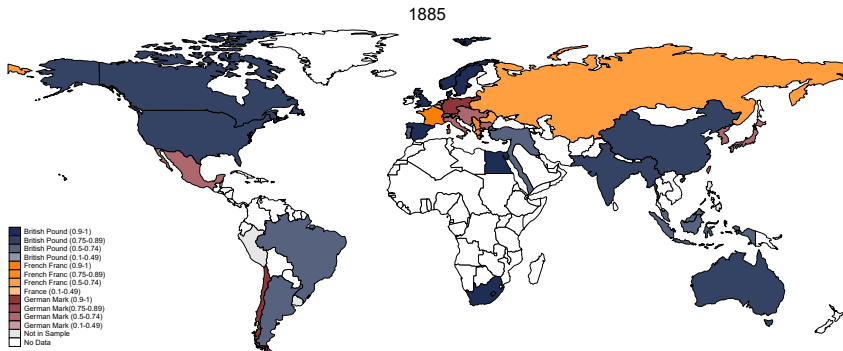 1885
British Pound (0.9-1)
British Pound (0.75-0.89)
British Pound (0.5-0.74)
British Pound (0.1-0.49)
French Franc (0.9-1)
French Franc (0.75-0.89)
French Franc (0.5-0.74)
France (0.1-0.49)
German Mark (0.9-1)
German Mark(0.75-0.89)
German Mark (0.5-0.74)
German Mark (0.1-0.49)
Not in Sample
No Data